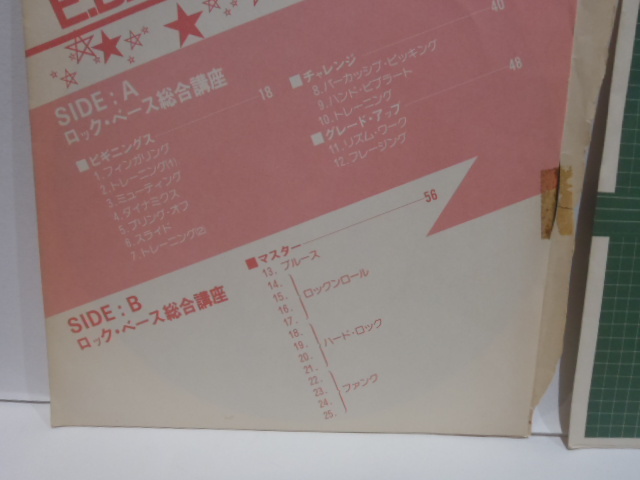 SIDE : A
ロック・ベース総合講座
■ビギニングス 18
1. フィンガリング
2. トレーニング(1)
3. ミューティング
4. ダイナミクス
5. プリング・オフ
6. スライド
7. トレーニング(2)
■チャレンジ 40
8. パーカッシブ・ピッキング
9. ハンド・ビブラート
10. トレーニング
■グレード・アップ 48
11. リズム・ワーク
12. フレージング
SIDE : B
ロック・ベース総合講座
■マスター 56
13. ブルース
14.
15. ロックンロール
16.
17.
18. ハード・ロック
19.
20.
21.
22.
23. ファンク
24.
25.